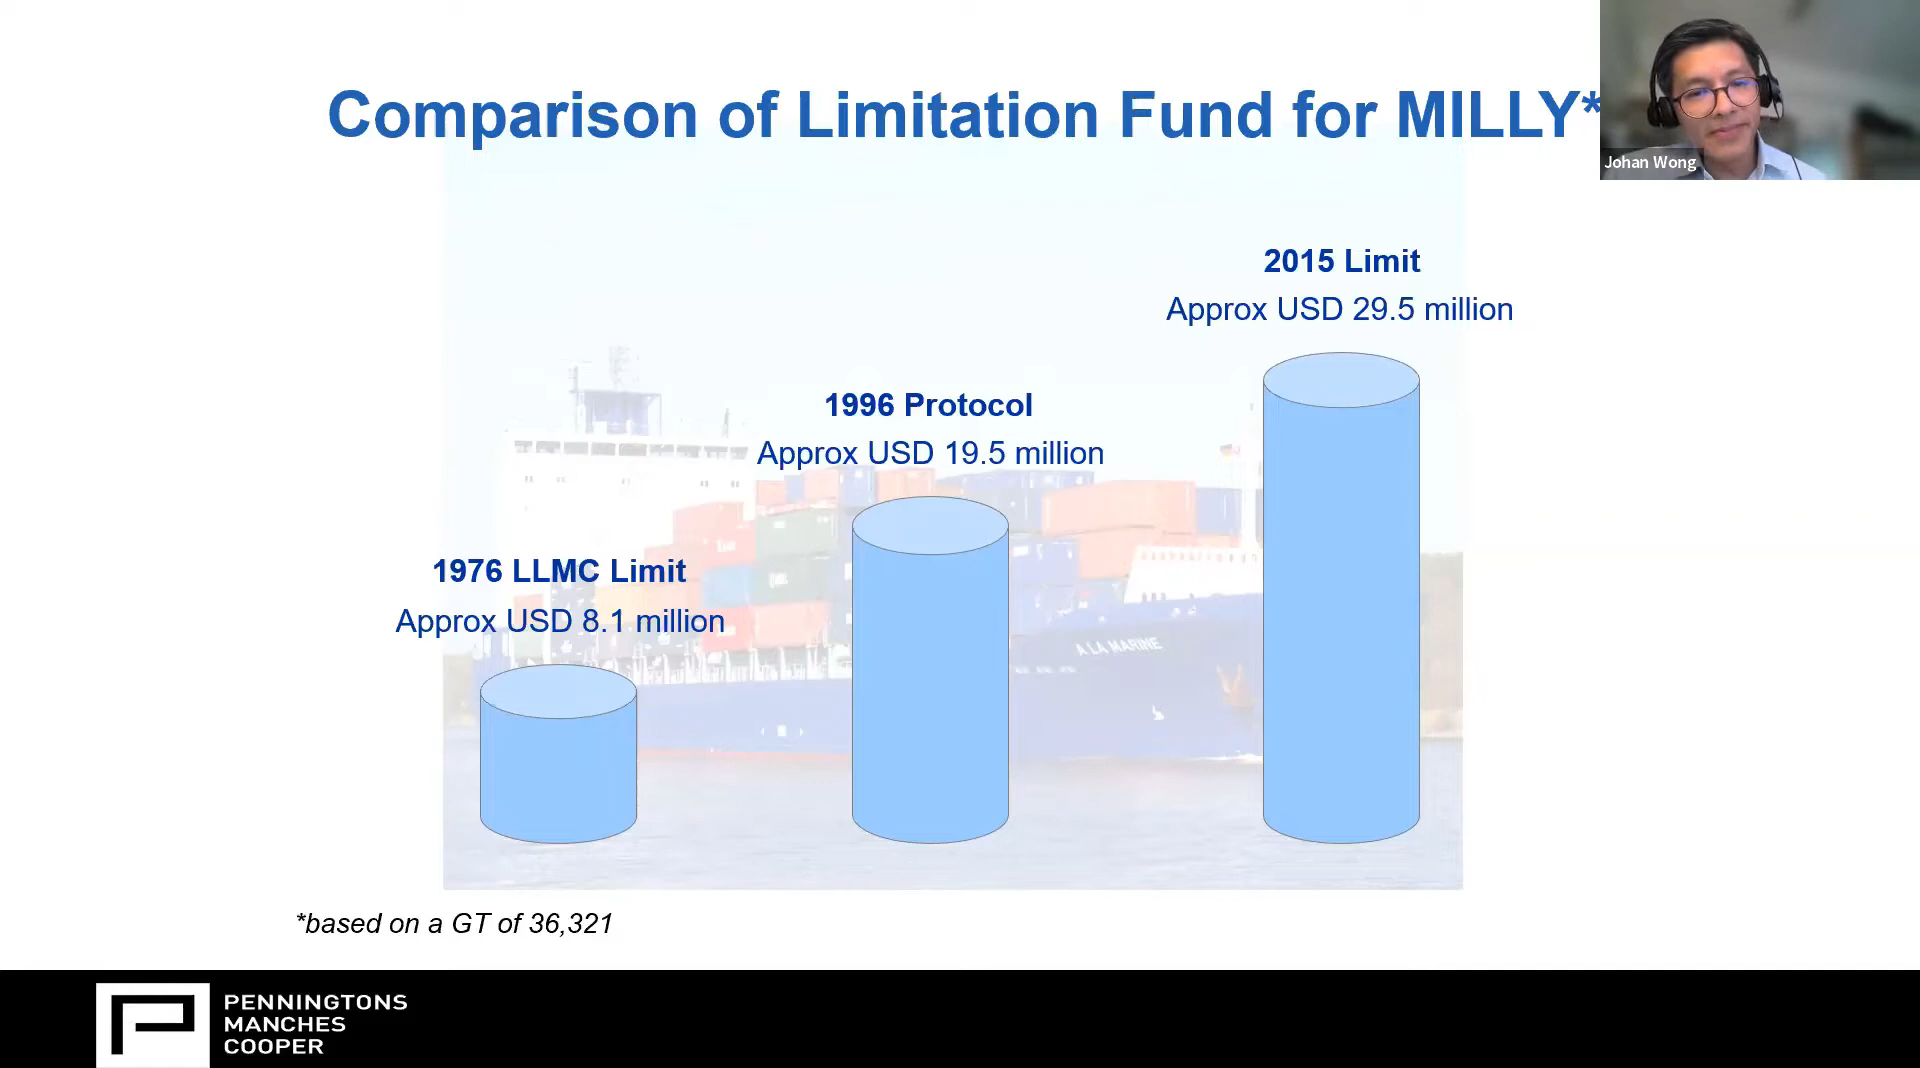 Comparison of Limitation Fund for MILLY*
Johan Wong
2015 Limit
Approx USD 29.5 million
1996 Protocol
Approx USD 19.5 million
1976 LLMC Limit
Approx USD 8.1 million
A LA MARINE
*based on a GT of 36,321
PENNINGTONS
MANCHES
COOPER